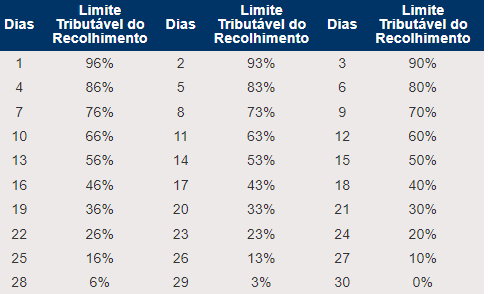 Dias Limite Tributável do Recolhimento Dias Limite Tributável do Recolhimento Dias Limite Tributável do Recolhimento
1 96% 2 93% 3 90%
4 86% 5 83% 6 80%
7 76% 8 73% 9 70%
10 66% 11 63% 12 60%
13 56% 14 53% 15 50%
16 46% 17 43% 18 40%
19 36% 20 33% 21 30%
22 26% 23 23% 24 20%
25 16% 26 13% 27 10%
28 6% 29 3% 30 0%